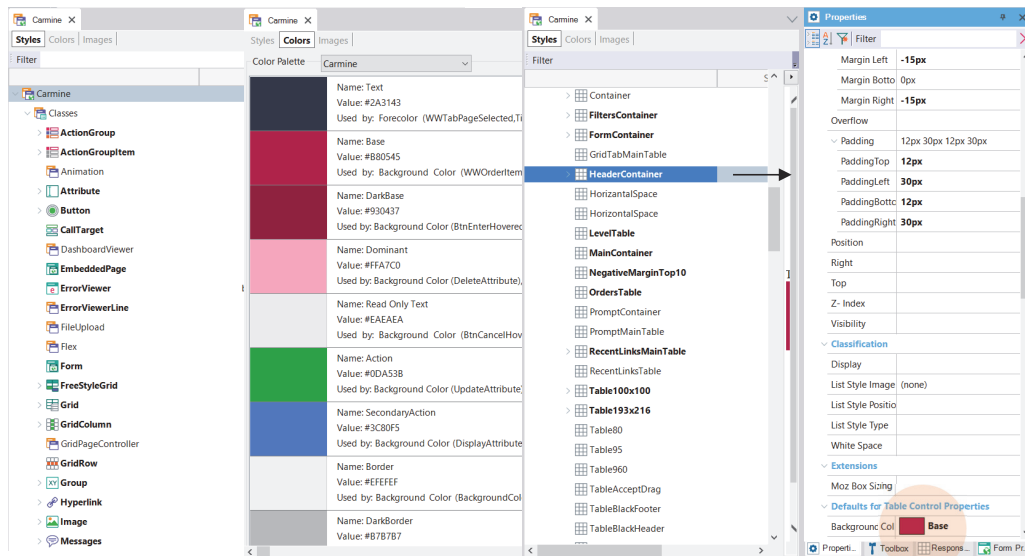 Carmine
Styles Colors Images
Filter
Carmine
Classes
ActionGroup
ActionGroupItem
Animation
Attribute
Button
CallTarget
DashboardViewer
EmbeddedPage
ErrorViewer
ErrorViewerLine
FileUpload
Flex
Form
FreeStyleGrid
Grid
GridColumn
GridPageController
GridRow
Group
Hyperlink
Image
Messages
Carmine
Styles Colors Images
Color Palette Carmine
Name: Text
Value: #2A3143
Used by: Forecolor (WWTabPageSelected,Ti
Name: Base
Value: #B80545
Used by: Background Color (WWOrderItem
Name: DarkBase
Value: #930437
Used by: Background Color (BtnEnterHovered
Name: Dominant
Value: #FFA7C0
Used by: Background Color (DeleteAttribute),
Name: Read Only Text
Value: #EAEAEA
Used by: Background Color (BtnCancelHov
Name: Action
Value: #0DA53B
Used by: Background Color (UpdateAttribute)
Name: SecondaryAction
Value: #3C80F5
Used by: Background Color (DisplayAttribute
Name: Border
Value: #EFEFEF
Used by: Background Color (BackgroundCol
Name: DarkBorder
Value: #B7B7B7
Carmine
Styles Colors Images
Filter
Container
FiltersContainer
FormContainer
GridTabMainTable
HeaderContainer
HorizantalSpace
HorizontalSpace
LevelTable
MainContainer
NegativeMarginTop10
OrdersTable
PromptContainer
PromptMainTable
RecentLinksMainTable
RecentLinksTable
Table100x100
Table193x216
Table80
Table95
Table960
TableAcceptDrag
TableBlackFooter
TableBlackHeader
Properties
Filter
Margin Left -15px
Margin Botto 0px
Margin Right -15px
Overflow
Padding 12px 30px 12px 30px
PaddingTop 12px
PaddingLeft 30px
PaddingBottc 12px
PaddingRight 30px
Position
Right
Top
Z- Index
Visibility
Classification
Display
List Style Image (none)
List Style Positio
List Style Type
White Space
Extensions
Moz Box Sizing
Defaults for Table Control Properties
Background Col Base
Properti... Toolbox Respons... Form Pr...